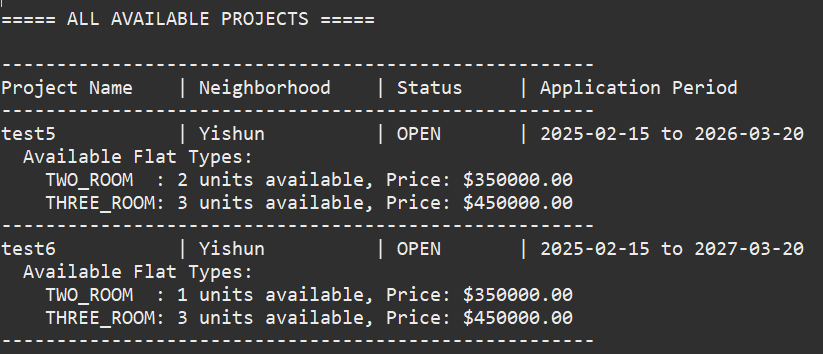 ===== ALL AVAILABLE PROJECTS =====
------------------------------------------------------
Project Name    | Neighborhood    | Status     | Application Period
------------------------------------------------------
test5           | Yishun          | OPEN       | 2025-02-15 to 2026-03-20
  Available Flat Types:
    TWO_ROOM  : 2 units available, Price: $350000.00
    THREE_ROOM: 3 units available, Price: $450000.00
------------------------------------------------------
test6           | Yishun          | OPEN       | 2025-02-15 to 2027-03-20
  Available Flat Types:
    TWO_ROOM  : 1 units available, Price: $350000.00
    THREE_ROOM: 3 units available, Price: $450000.00
------------------------------------------------------